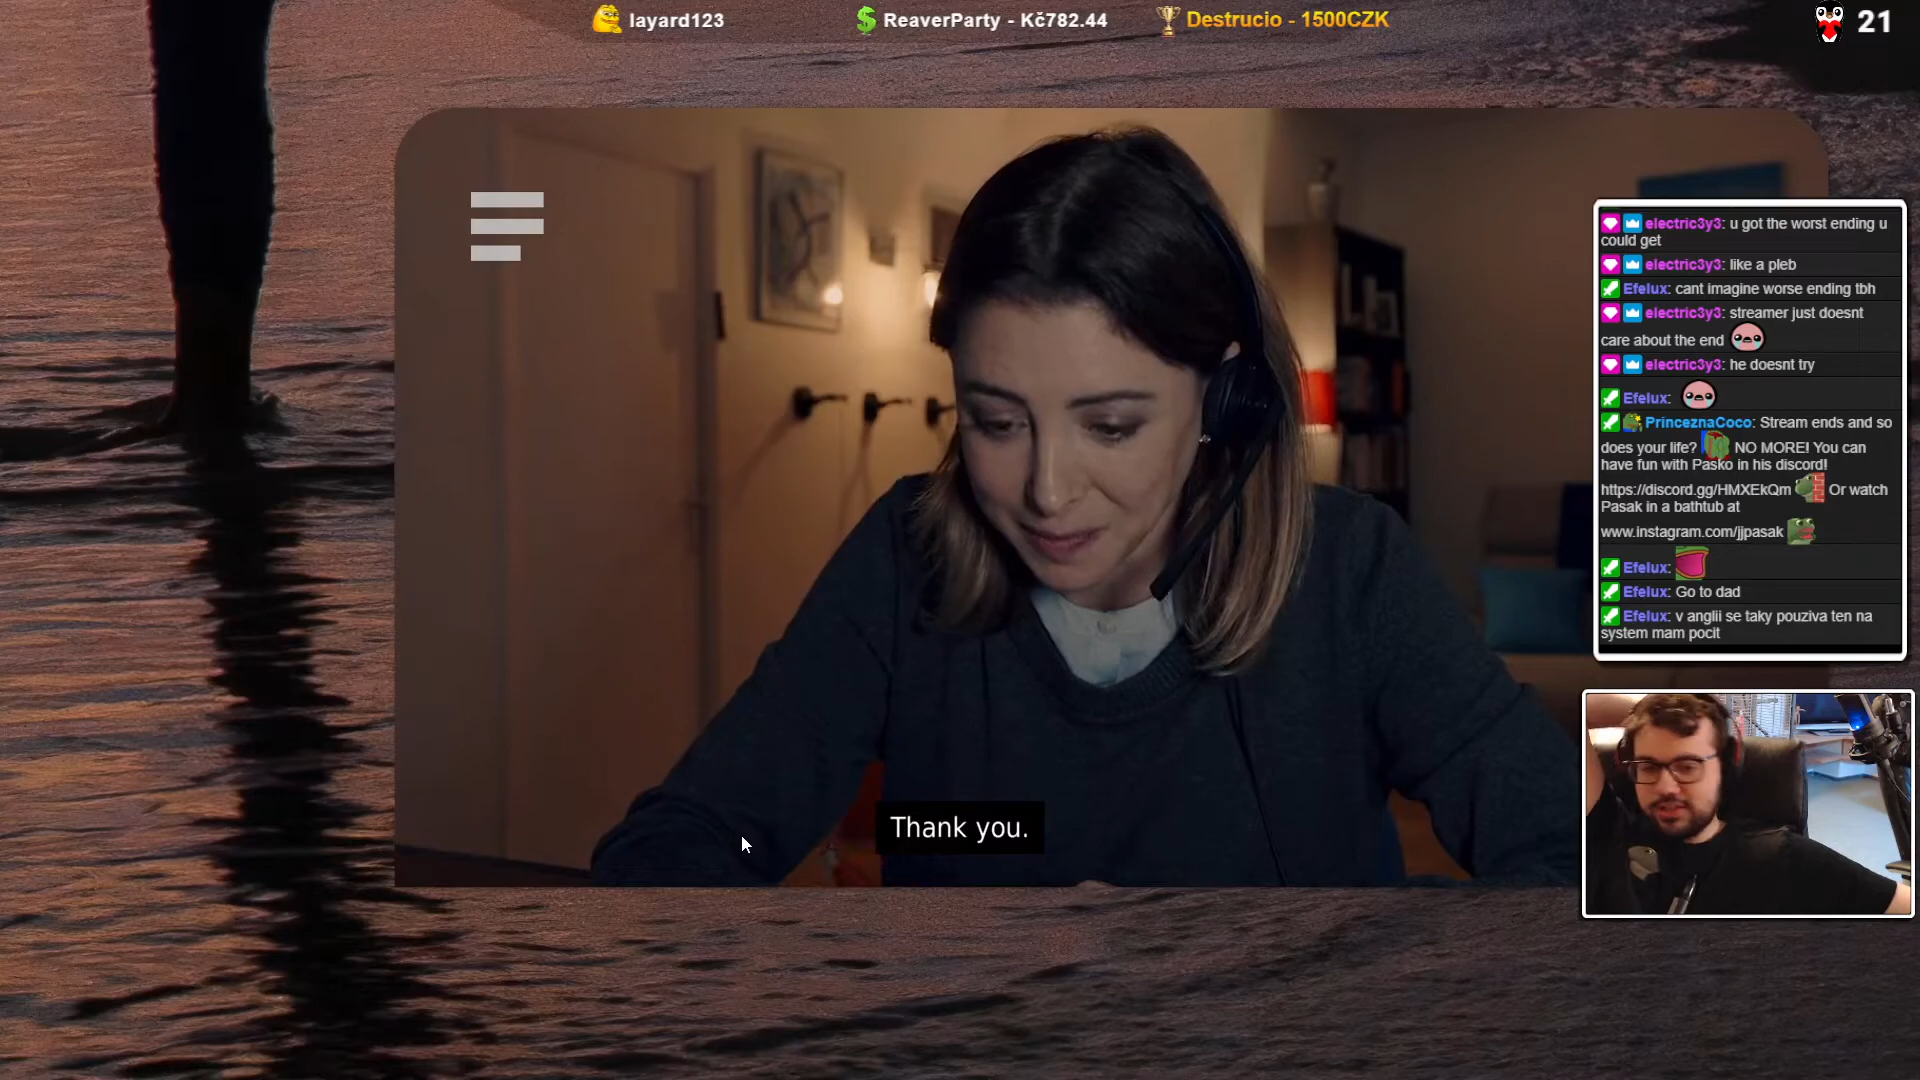 layard123
ReaverParty - Kč782.44
Destrucio - 1500CZK
21
electric3y3: u got the worst ending u
could get
electric3y3: like a pleb
Efelux: cant imagine worse ending tbh
electric3y3: streamer just doesnt
care about the end
electric3y3: he doesnt try
Efelux:
PrinceznaCoco: Stream ends and so
does your life? NO MORE! You can
have fun with Pasko in his discord!
https://discord.gg/HMXEkQm Or watch
Pasak in a bathtub at
www.instagram.com/jjpasak
Efelux:
Efelux: Go to dad
Efelux: v anglii se taky pouziva ten na
system mam pocit
Thank you.